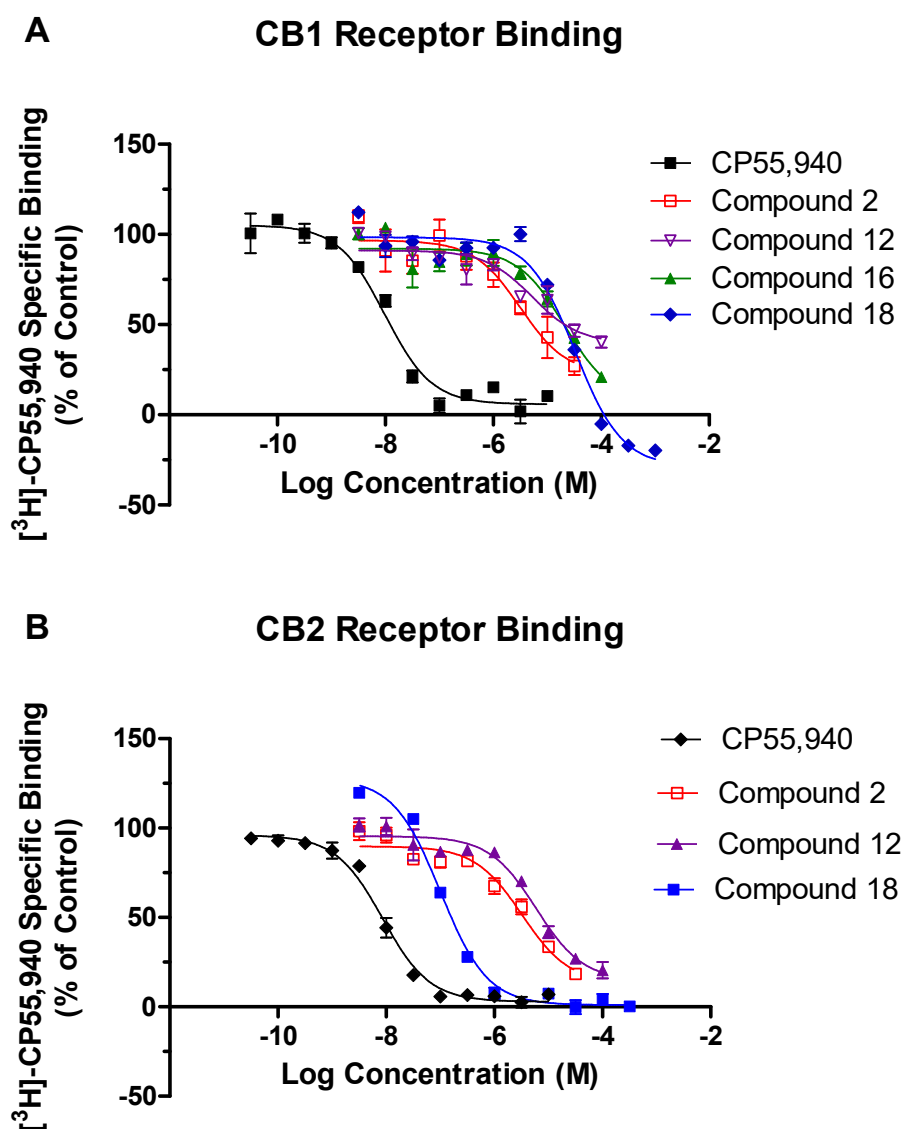 A
CB1 Receptor Binding
[³H]-CP55,940 Specific Binding
(% of Control)
150
100
50
0
-50
-10
-8
-6
-4
-2
Log Concentration (M)
CP55,940
Compound 2
Compound 12
Compound 16
Compound 18
B
CB2 Receptor Binding
[³H]-CP55,940 Specific Binding
(% of Control)
150
100
50
0
-50
-10
-8
-6
-4
-2
Log Concentration (M)
CP55,940
Compound 2
Compound 12
Compound 18